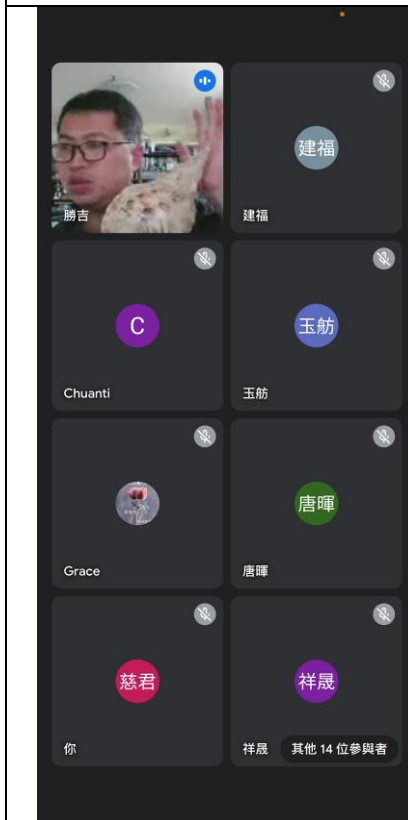 勝吉
建福
建福
C
Chuanti
玉舫
玉舫
Grace
唐暉
唐暉
慈君
你
祥晟
祥晟
其他 14 位參與者